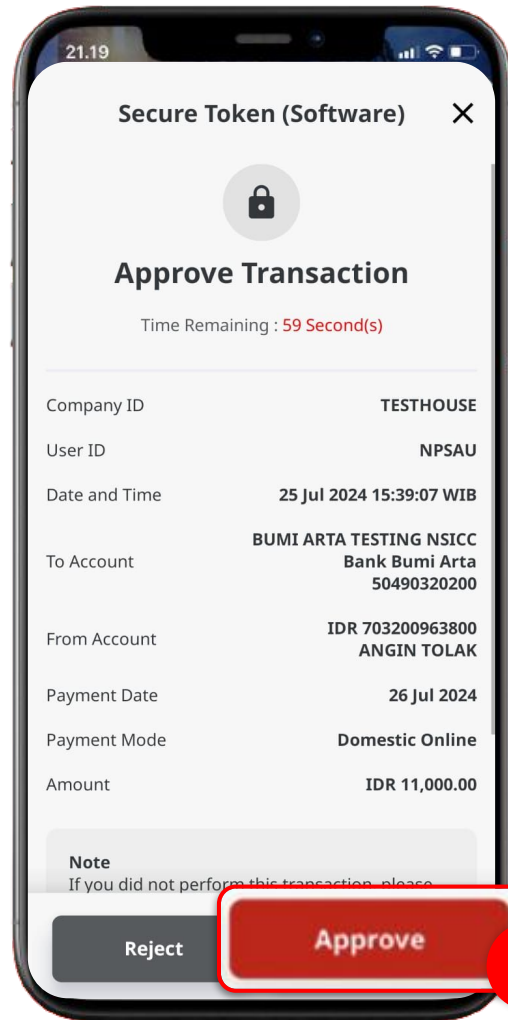 21.19
Secure Token (Software)
Approve Transaction
Time Remaining : 59 Second(s)
Company ID TESTHOUSE
User ID NPSAU
Date and Time 25 Jul 2024 15:39:07 WIB
To Account BUMI ARTA TESTING NSICC
Bank Bumi Arta
50490320200
From Account IDR 703200963800
ANGIN TOLAK
Payment Date 26 Jul 2024
Payment Mode Domestic Online
Amount IDR 11,000.00
Note
If you did not perform this transaction, please
Reject Approve